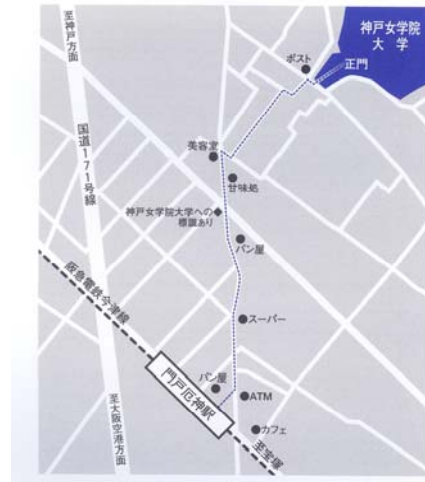 至神戸方面
神戸女学院
大学
ポスト
正門
国道171号線
美容室
甘味処
神戸女学院大学への
標識あり
パン屋
阪急電鉄今津線
スーパー
パン屋
門戸厄神駅
ATM
カフェ
至大阪空港方面
至宝塚